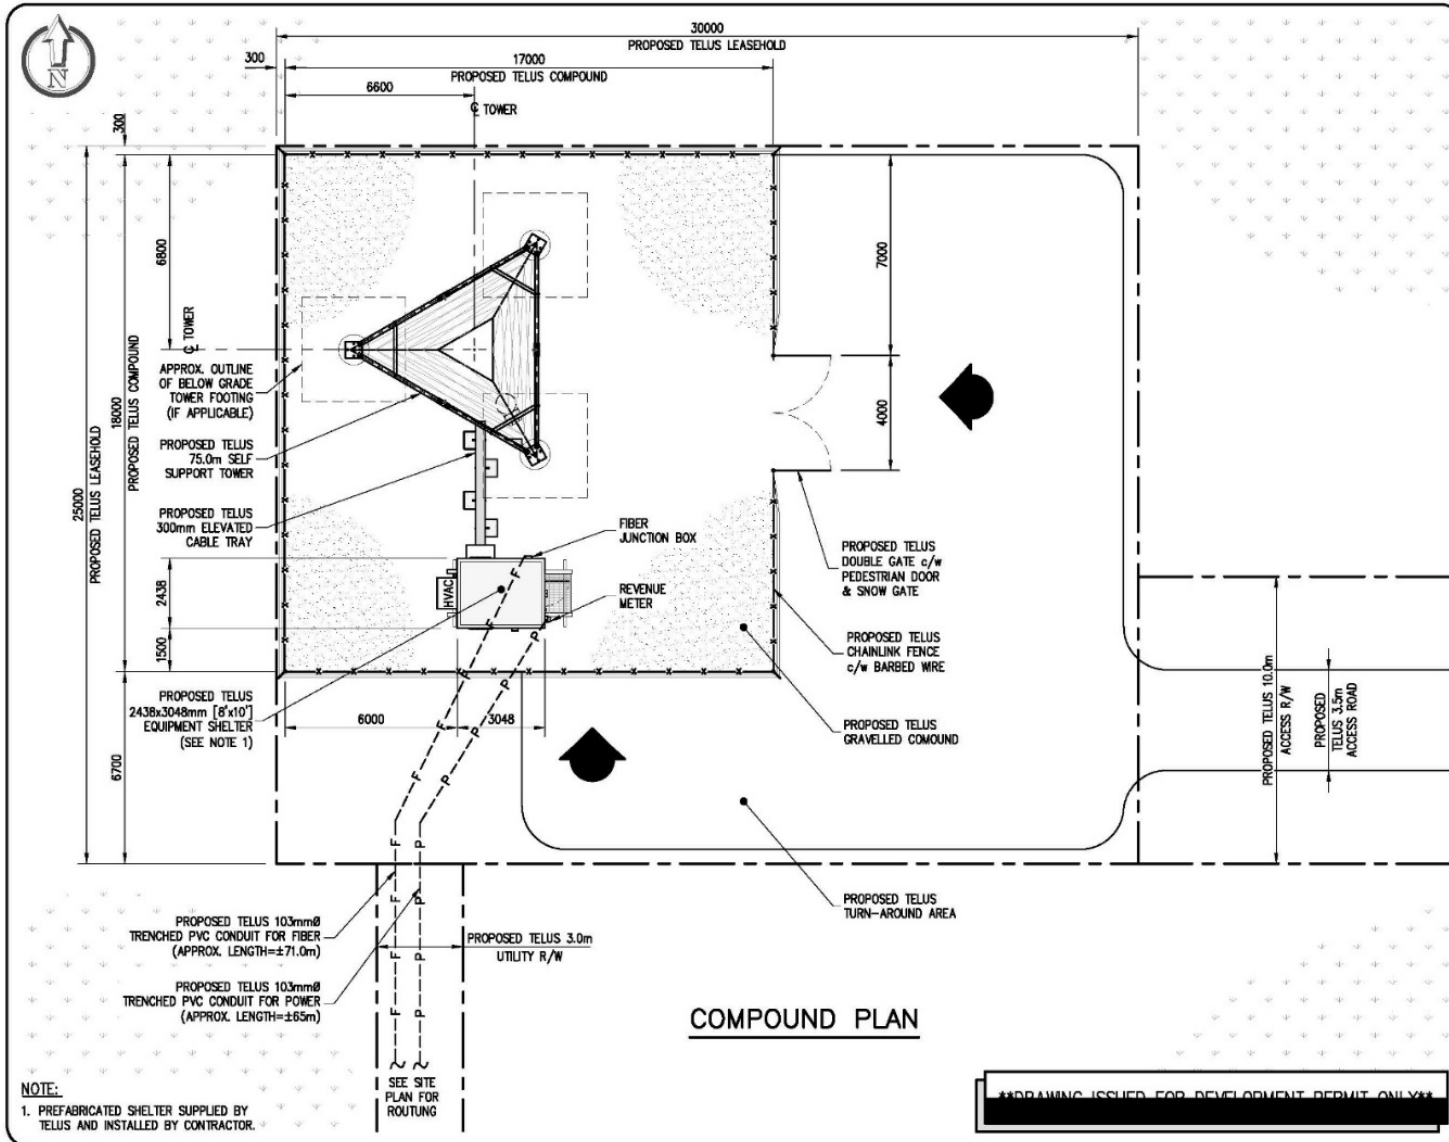 N
30000
PROPOSED TELUS LEASEHOLD
300
17000
PROPOSED TELUS COMPOUND
6600
℄ TOWER
300
25000
PROPOSED TELUS LEASEHOLD
18000
PROPOSED TELUS COMPOUND
6800
℄ TOWER
7000
4000
APPROX. OUTLINE
OF BELOW GRADE
TOWER FOOTING
(IF APPLICABLE)
PROPOSED TELUS
75.0m SELF
SUPPORT TOWER
PROPOSED TELUS
300mm ELEVATED
CABLE TRAY
FIBER
JUNCTION BOX
HVAC
REVENUE
METER
2438
1500
6700
PROPOSED TELUS
DOUBLE GATE c/w
PEDESTRIAN DOOR
& SNOW GATE
PROPOSED TELUS
CHAINLINK FENCE
c/w BARBED WIRE
PROPOSED TELUS
2438x3048mm [8'x10']
EQUIPMENT SHELTER
(SEE NOTE 1)
6000
3048
PROPOSED TELUS
GRAVELLED COMOUND
PROPOSED TELUS 10.0m
ACCESS R/W
PROPOSED
TELUS 3.5m
ACCESS ROAD
F
F
F
F
F
F
F
F
P
P
P
P
P
P
P
P
PROPOSED TELUS
TURN-AROUND AREA
PROPOSED TELUS 103mmØ
TRENCHED PVC CONDUIT FOR FIBER
(APPROX. LENGTH=±71.0m)
PROPOSED TELUS 3.0m
UTILITY R/W
PROPOSED TELUS 103mmØ
TRENCHED PVC CONDUIT FOR POWER
(APPROX. LENGTH=±65m)
SEE SITE
PLAN FOR
ROUTUNG
COMPOUND PLAN
NOTE:
1. PREFABRICATED SHELTER SUPPLIED BY
TELUS AND INSTALLED BY CONTRACTOR.
**DRAWING ISSUED FOR DEVELOPMENT PERMIT ONLY**